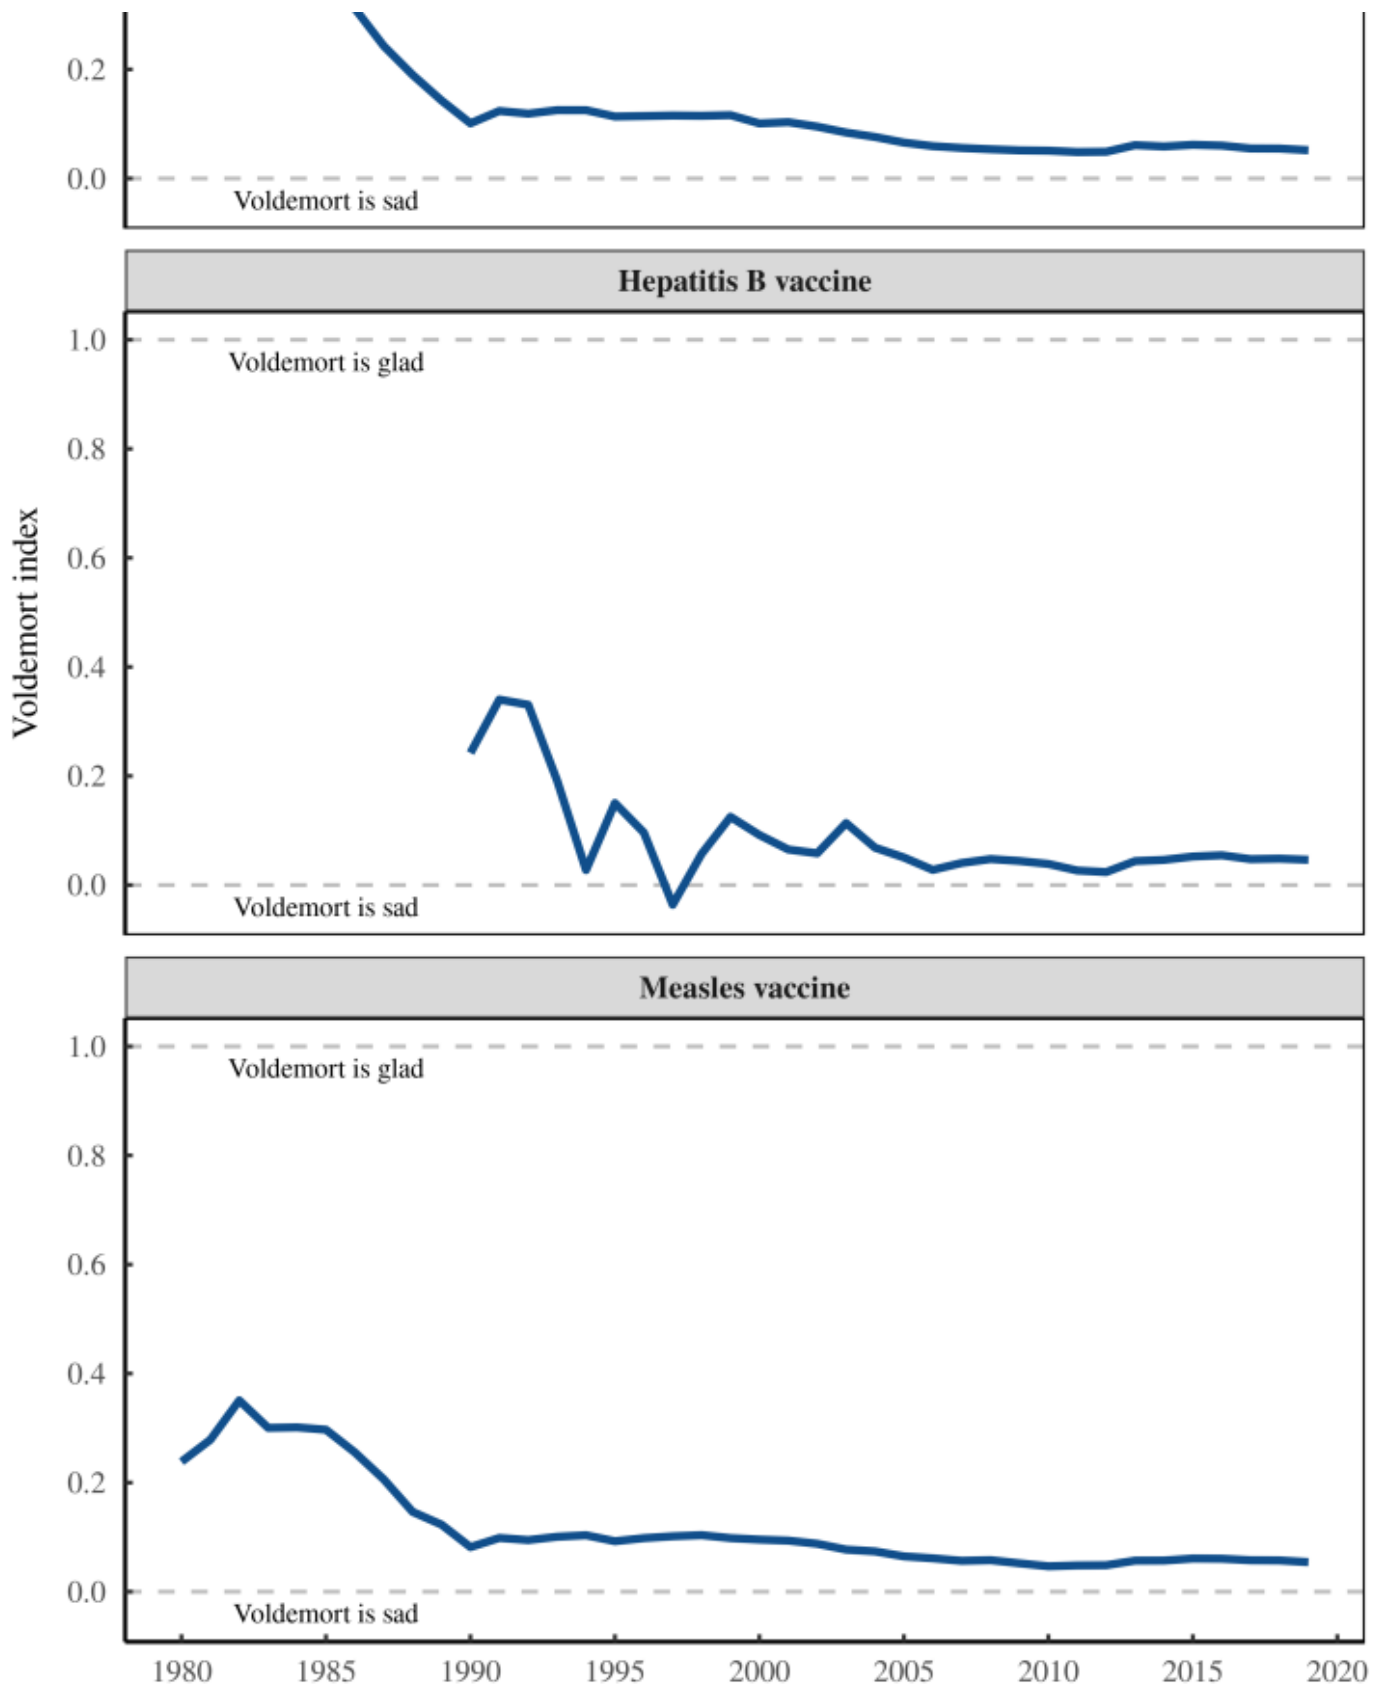 0.2
0.0
Voldemort is sad
Hepatitis B vaccine
1.0
Voldemort is glad
0.8
0.6
Voldemort index
0.4
0.2
0.0
Voldemort is sad
Measles vaccine
1.0
Voldemort is glad
0.8
0.6
0.4
0.2
0.0
Voldemort is sad
1980 1985 1990 1995 2000 2005 2010 2015 2020